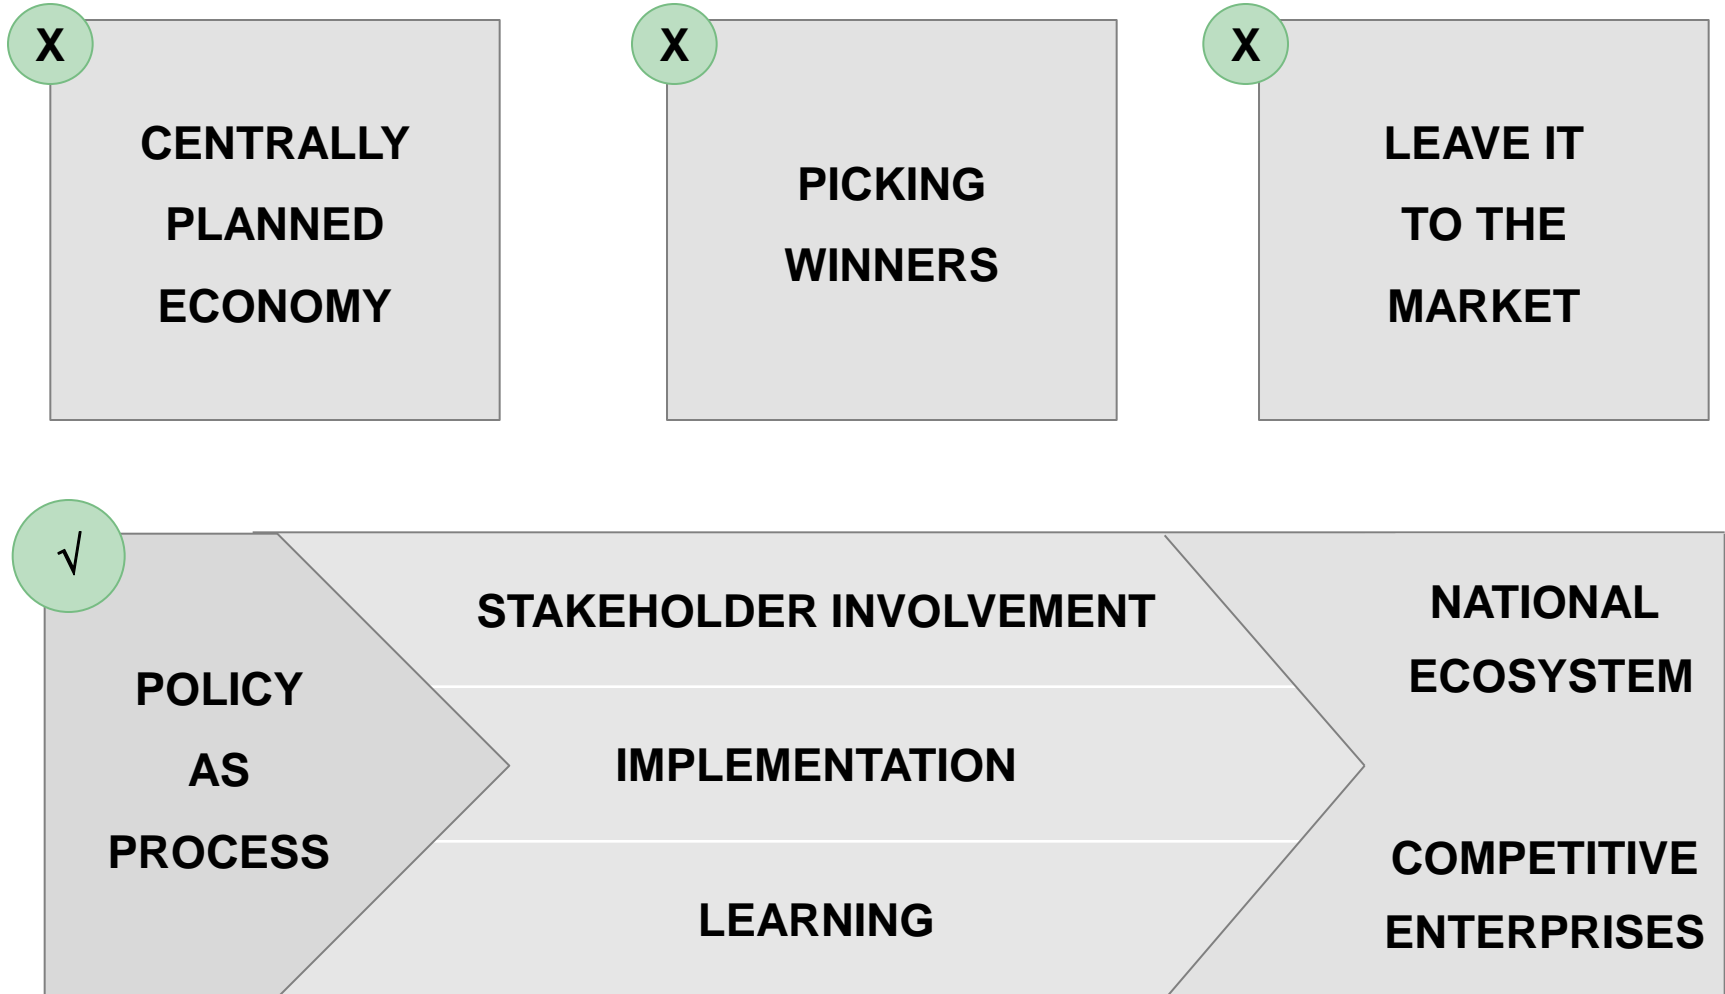 X
CENTRALLY
PLANNED
ECONOMY
X
PICKING
WINNERS
X
LEAVE IT
TO THE
MARKET
√
POLICY
AS
PROCESS
STAKEHOLDER INVOLVEMENT
IMPLEMENTATION
LEARNING
NATIONAL
ECOSYSTEM
COMPETITIVE
ENTERPRISES